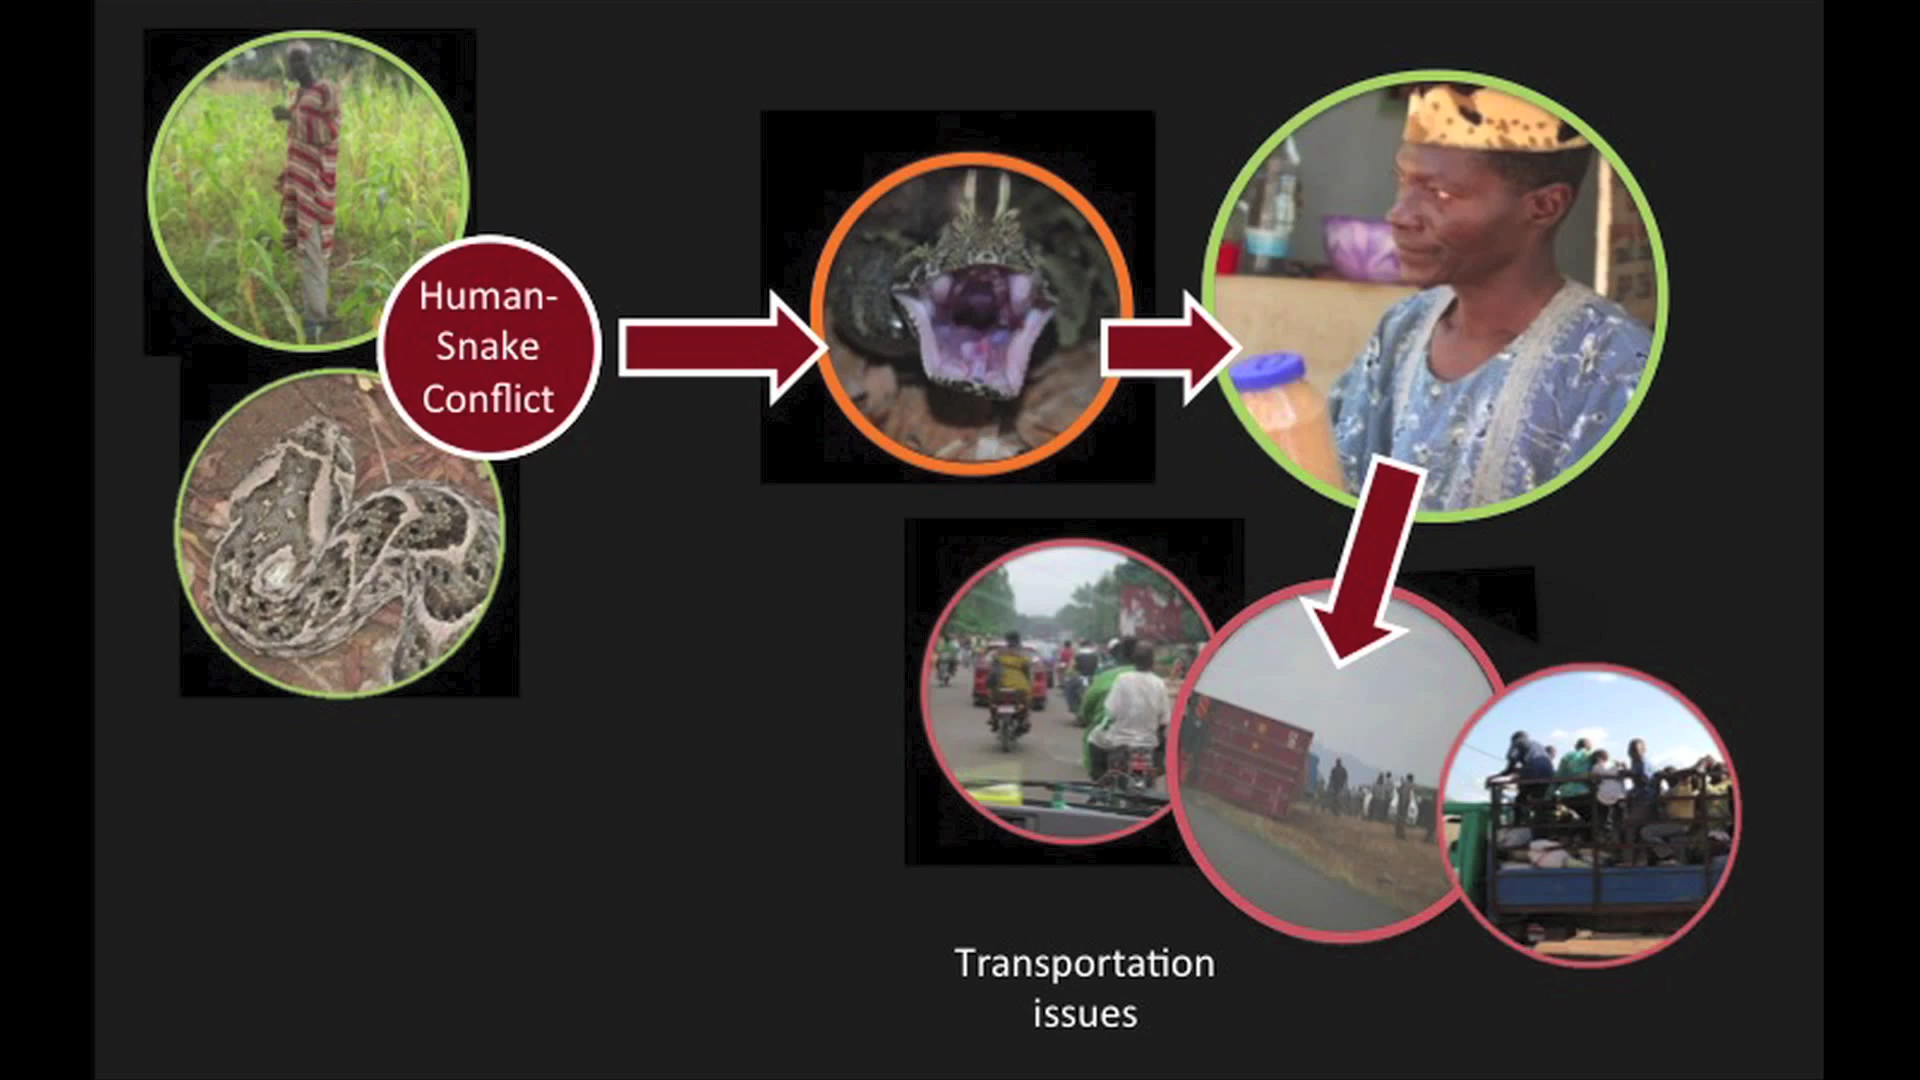 Human-
Snake
Conflict
Transportation
issues